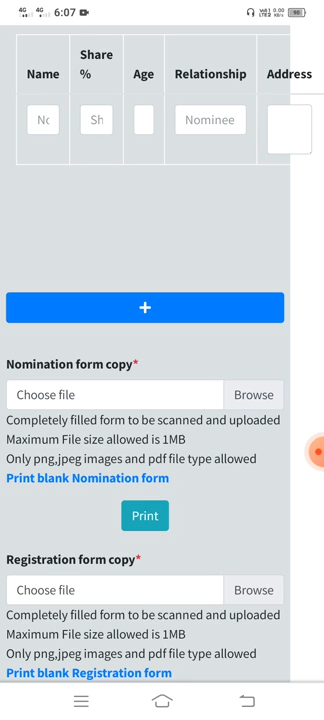 4G 4G 6:07 Vo1 LTE2 0.00 KB/s 90
Share
Name % Age Relationship Address
Nc Sh Nominee
+
Nomination form copy*
Choose file Browse
Completely filled form to be scanned and uploaded
Maximum File size allowed is 1MB
Only png,jpeg images and pdf file type allowed
Print blank Nomination form
Print
Registration form copy*
Choose file Browse
Completely filled form to be scanned and uploaded
Maximum File size allowed is 1MB
Only png,jpeg images and pdf file type allowed
Print blank Registration form